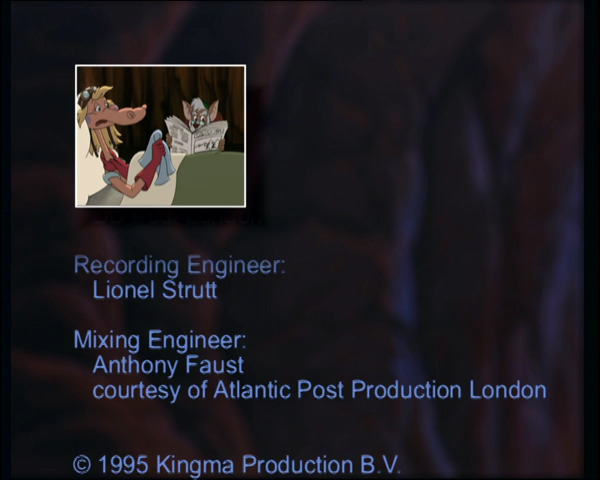 Recording Engineer:
Lionel Strutt
Mixing Engineer:
Anthony Faust
courtesy of Atlantic Post Production London
© 1995 Kingma Production B.V.